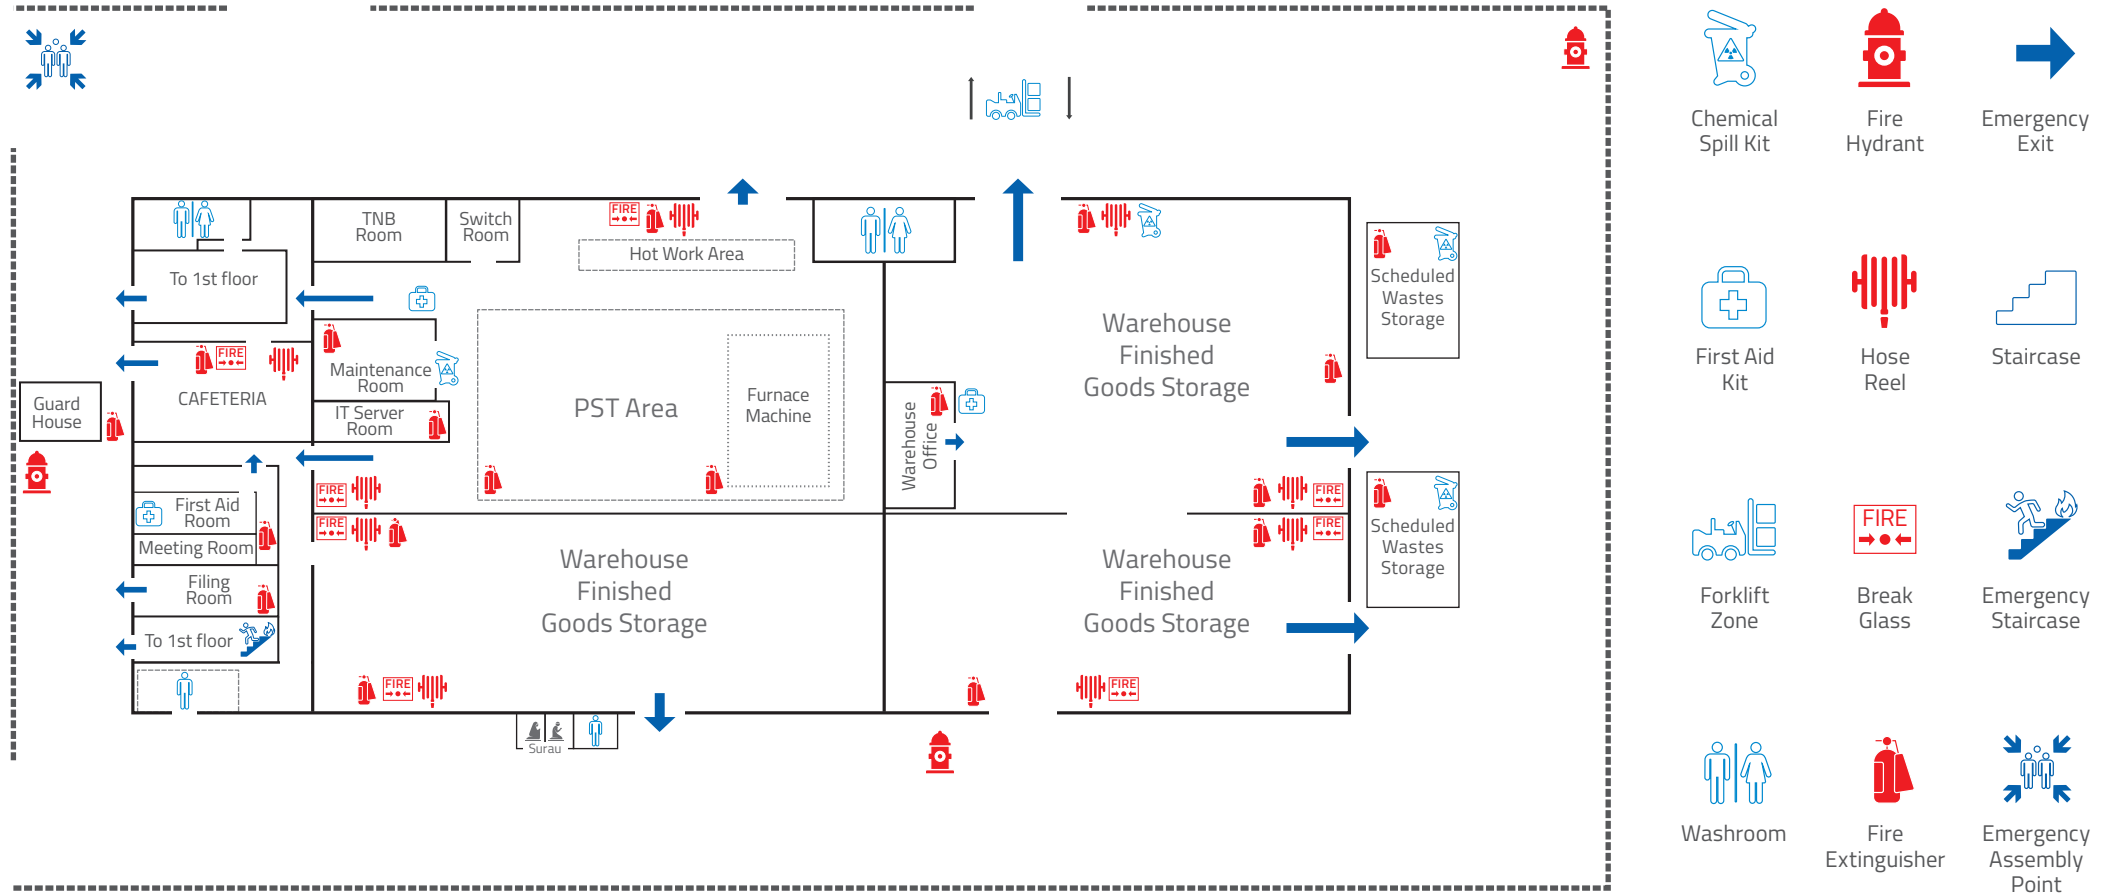 TNB
Room
Switch
Room
FIRE
Hot Work Area
To 1st floor
Scheduled
Wastes
Storage
Warehouse
Finished
Goods Storage
FIRE
Maintenance
Room
CAFETERIA
IT Server
Room
PST Area
Furnace
Machine
Warehouse
Office
Guard
House
FIRE
FIRE
FIRE
FIRE
First Aid
Room
Meeting Room
Filing
Room
To 1st floor
Warehouse
Finished
Goods Storage
Warehouse
Finished
Goods Storage
Scheduled
Wastes
Storage
FIRE
FIRE
Surau
Chemical
Spill Kit
Fire
Hydrant
Emergency
Exit
First Aid
Kit
Hose
Reel
Staircase
Forklift
Zone
FIRE
Break
Glass
Emergency
Staircase
Washroom
Fire
Extinguisher
Emergency
Assembly
Point